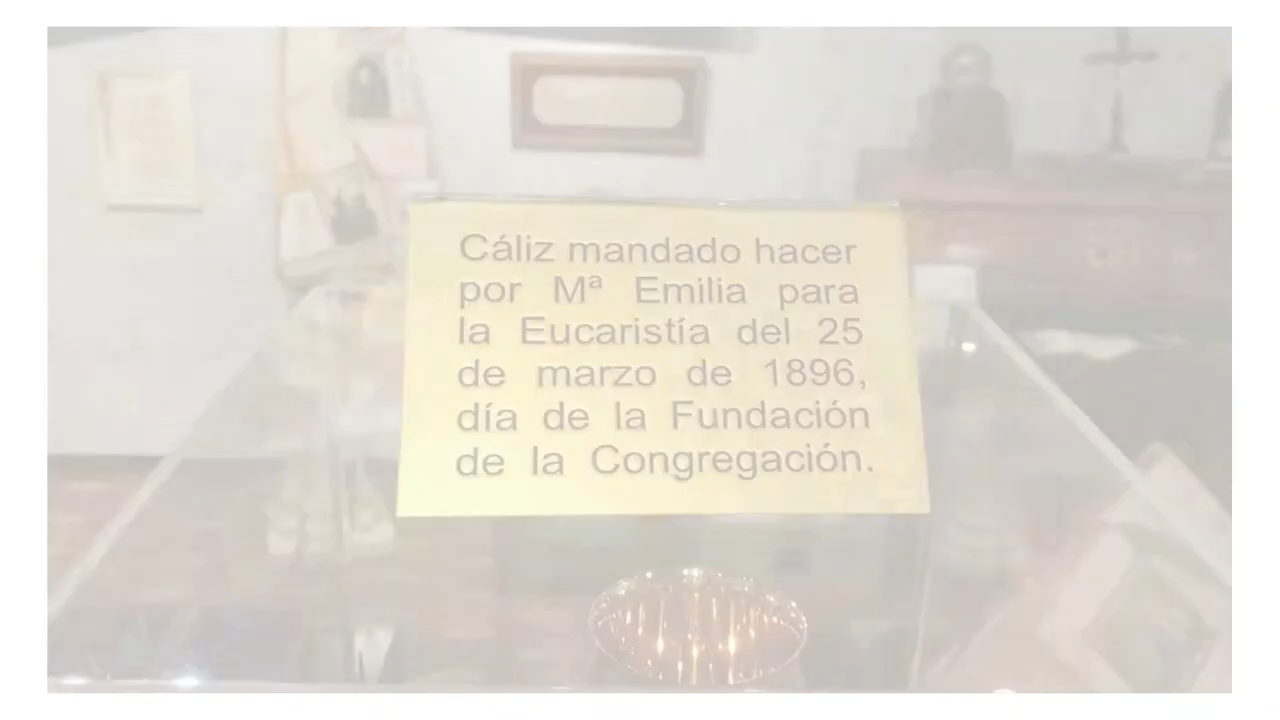 Cáliz mandado hacer
por Mª Emilia para
la Eucaristía del 25
de marzo de 1896,
día de la Fundación
de la Congregación.